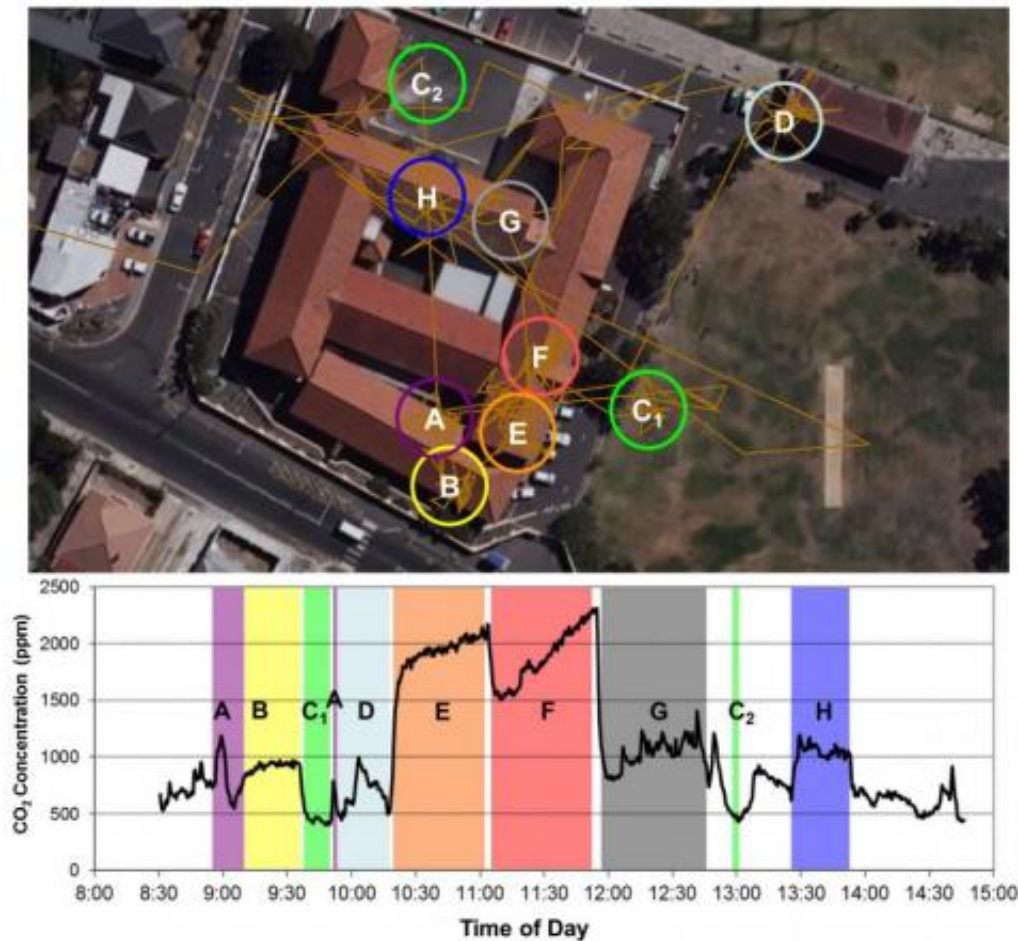 C₂
D
H
G
F
A
C₁
E
B
CO₂ Concentration (ppm)
2500
2000
1500
1000
500
0
A B C₁ A D E F G C₂ H
8:00 8:30 9:00 9:30 10:00 10:30 11:00 11:30 12:00 12:30 13:00 13:30 14:00 14:30 15:00
Time of Day